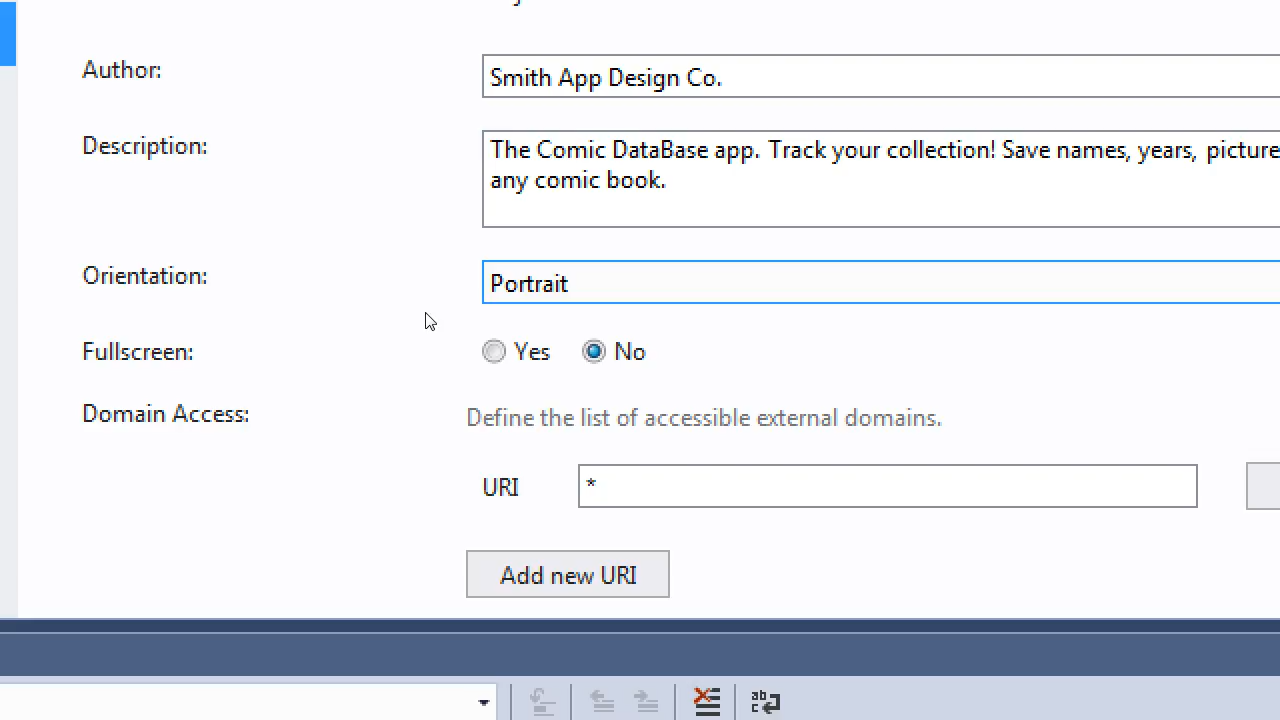 Author:
Smith App Design Co.
Description:
The Comic DataBase app. Track your collection! Save names, years, picture
any comic book.
Orientation:
Portrait
Fullscreen:
Yes
No
Domain Access:
Define the list of accessible external domains.
URI
*
Add new URI